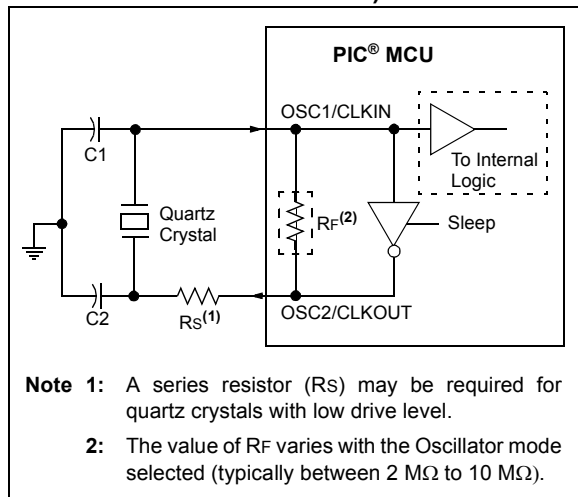 PIC® MCU
OSC1/CLKIN
C1
To Internal
Logic
Quartz
Crystal
RF(2)
Sleep
C2
RS(1)
OSC2/CLKOUT
Note 1: A series resistor (RS) may be required for
quartz crystals with low drive level.
2: The value of RF varies with the Oscillator mode
selected (typically between 2 MΩ to 10 MΩ).